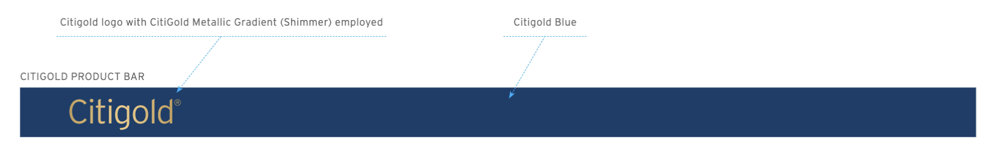 Citigold logo with CitiGold Metallic Gradient (Shimmer) employed
Citigold Blue
CITIGOLD PRODUCT BAR
Citigold®